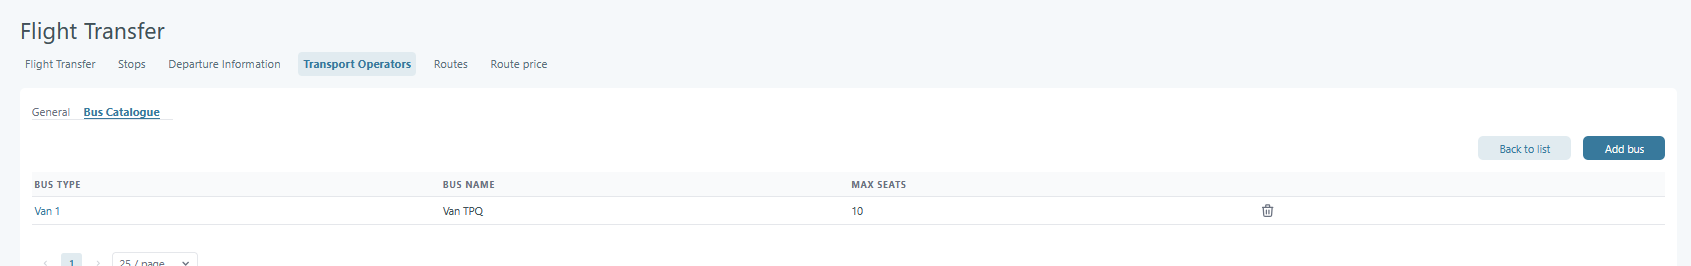 Flight Transfer
Flight Transfer Stops Departure Information Transport Operators Routes Route price
General Bus Catalogue
Back to list Add bus
BUS TYPE BUS NAME MAX SEATS
Van 1 Van TPQ 10
1 25 / page